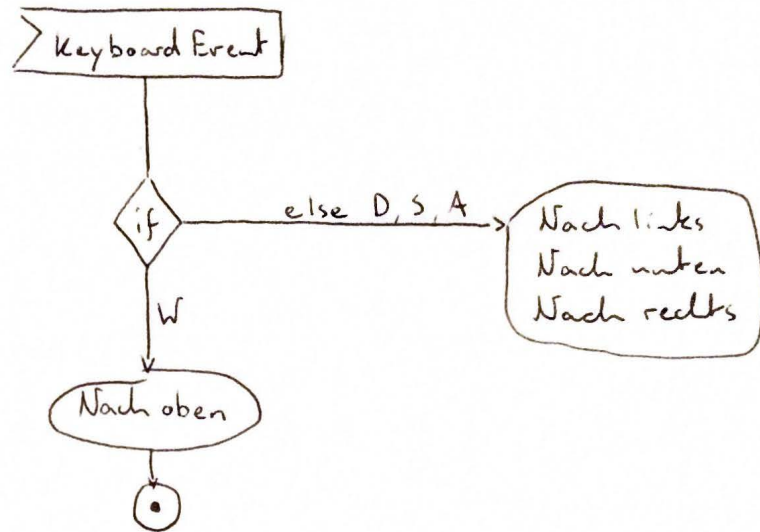 Keyboard Event
if
else D, S, A
Nach links
Nach unten
Nach rechts
W
Nach oben